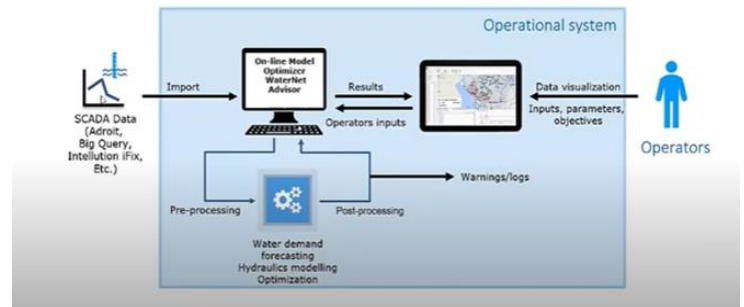 Operational system
On-line Model
Optimizer
WaterNet
Advisor
Import
Results
Operators inputs
Data visualization
Inputs, parameters,
objectives
SCADA Data
(Adroit,
Big Query,
Intellution iFix,
Etc.)
Operators
Warnings/logs
Pre-processing
Post-processing
Water demand
forecasting
Hydraulics modelling
Optimization